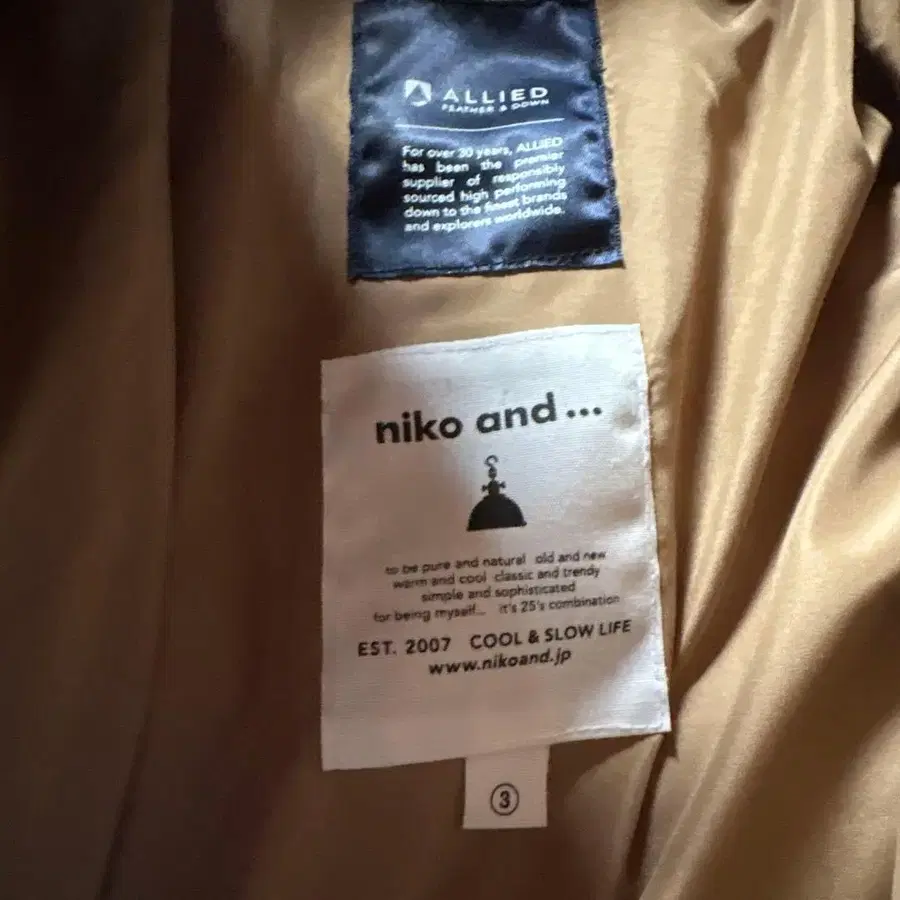 ALLIED
FEATHER & DOWN
For over 30 years, ALLIED
has been the premier
supplier of responsibly
sourced high performing
down to the finest brands
and explorers worldwide.
niko and ...
to be pure and natural old and new
warm and cool classic and trendy
simple and sophisticated
for being myself... it's 25's combination
EST. 2007 COOL & SLOW LIFE
www.nikoand.jp
③